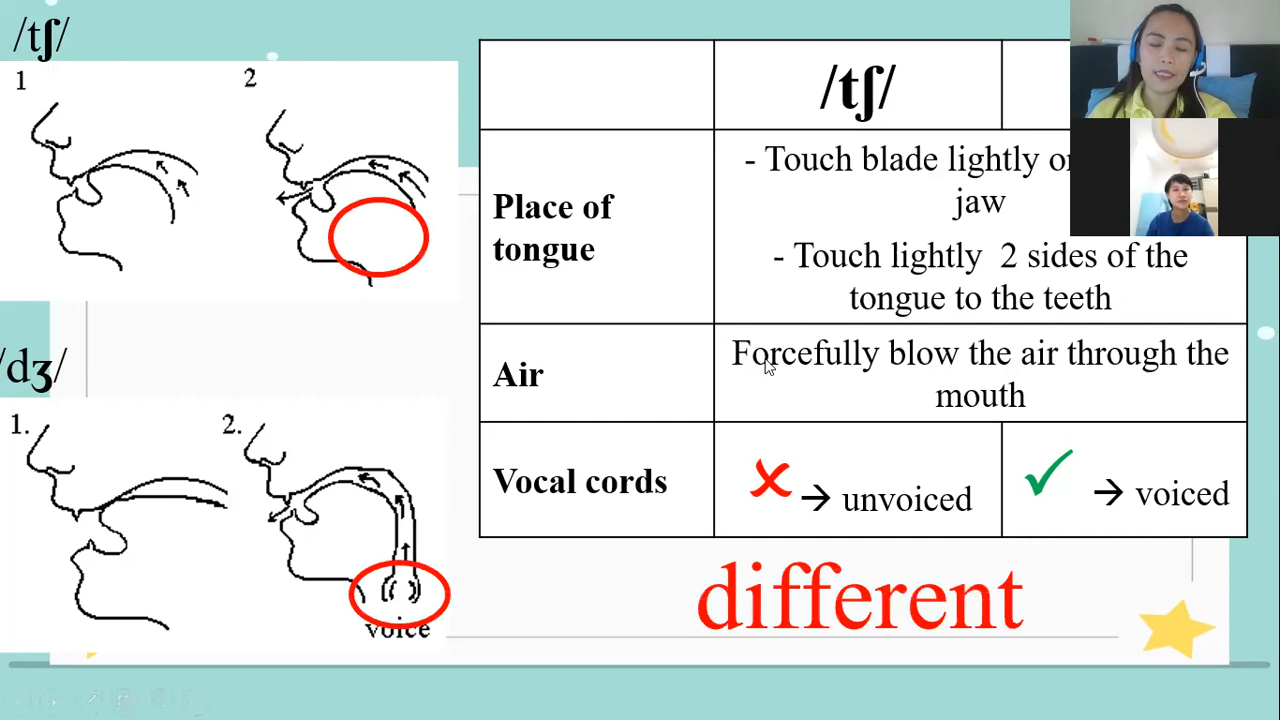 /tʃ/
1
2
/dʒ/
1.
2.
voice
/tʃ/
Place of
tongue
- Touch blade lightly
jaw
- Touch lightly 2 sides of the
tongue to the teeth
Air
Forcefully blow the air through the
mouth
Vocal cords
✗ → unvoiced
✓ → voiced
different